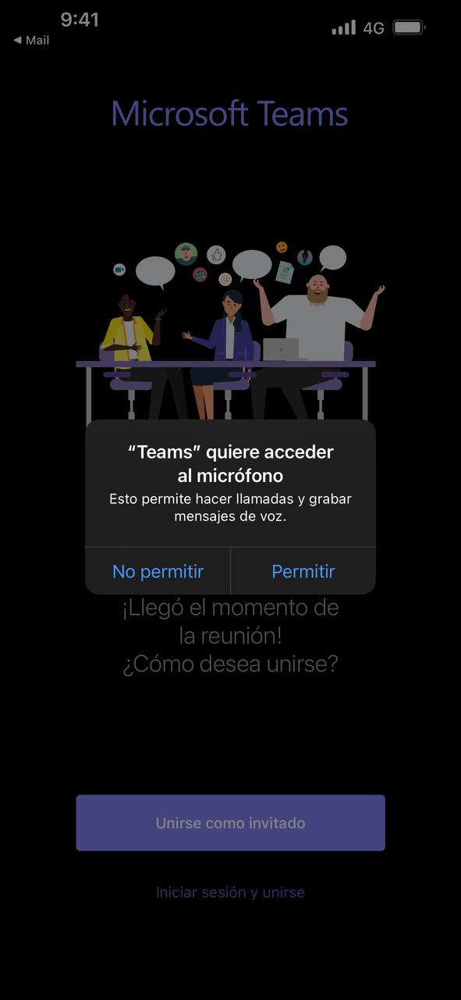 9:41
4G
◀ Mail
Microsoft Teams
“Teams” quiere acceder
al micrófono
Esto permite hacer llamadas y grabar
mensajes de voz.
No permitir
Permitir
¡Llegó el momento de
la reunión!
¿Cómo desea unirse?
Unirse como invitado
Iniciar sesión y unirse